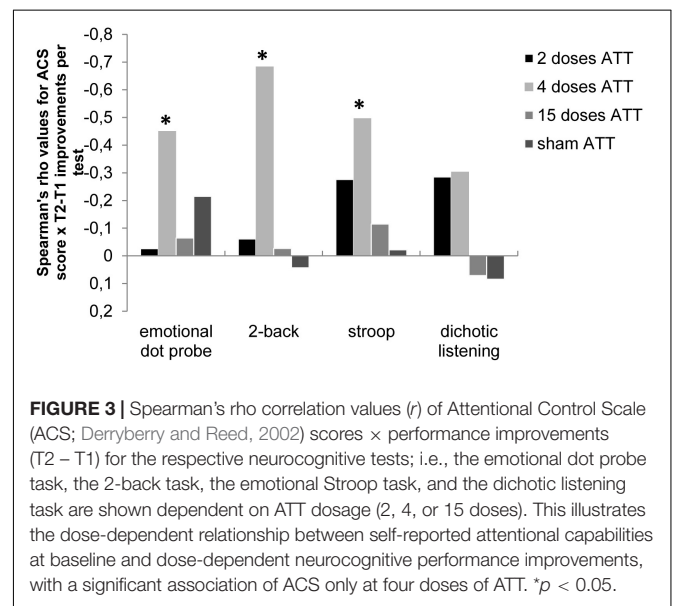 -0,8
-0,7
-0,6
-0,5
-0,4
-0,3
-0,2
-0,1
0
0,1
0,2
Spearman's rho values for ACS
score x T2-T1 improvements per
test
*
*
*
2 doses ATT
4 doses ATT
15 doses ATT
sham ATT
emotional
dot probe
2-back
stroop
dichotic
listening
FIGURE 3 | Spearman's rho correlation values (r) of Attentional Control Scale
(ACS; Derryberry and Reed, 2002) scores × performance improvements
(T2 – T1) for the respective neurocognitive tests; i.e., the emotional dot probe
task, the 2-back task, the emotional Stroop task, and the dichotic listening
task are shown dependent on ATT dosage (2, 4, or 15 doses). This illustrates
the dose-dependent relationship between self-reported attentional capabilities
at baseline and dose-dependent neurocognitive performance improvements,
with a significant association of ACS only at four doses of ATT. *p < 0.05.